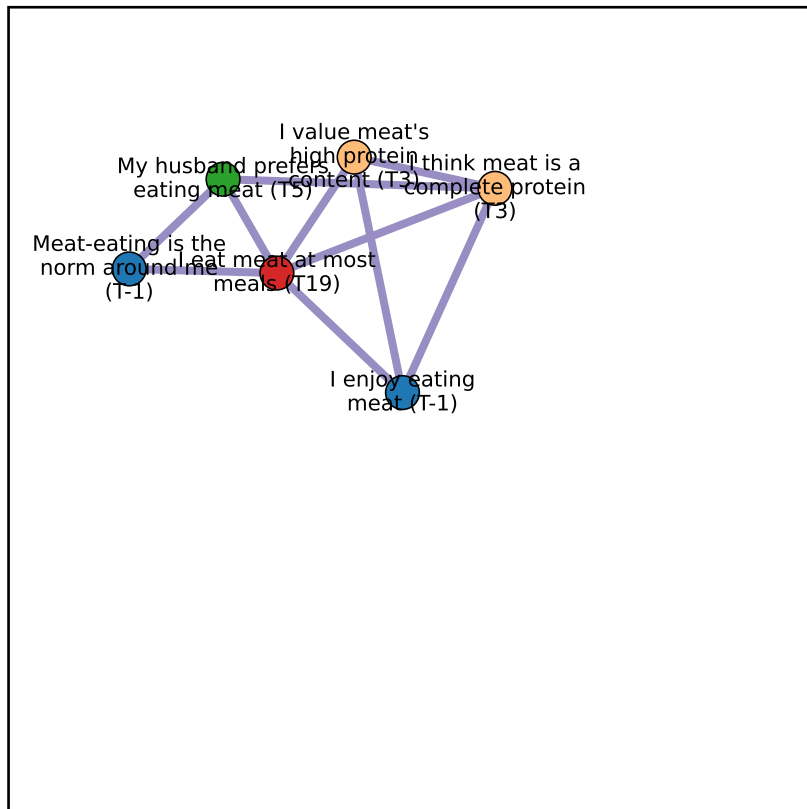 I value meat's
high protein
content (T3)
My husband prefers
eating meat (T5)
I think meat is a
complete protein
(T3)
Meat-eating is the
norm around me
(T-1)
I eat meat at most
meals (T19)
I enjoy eating
meat (T-1)